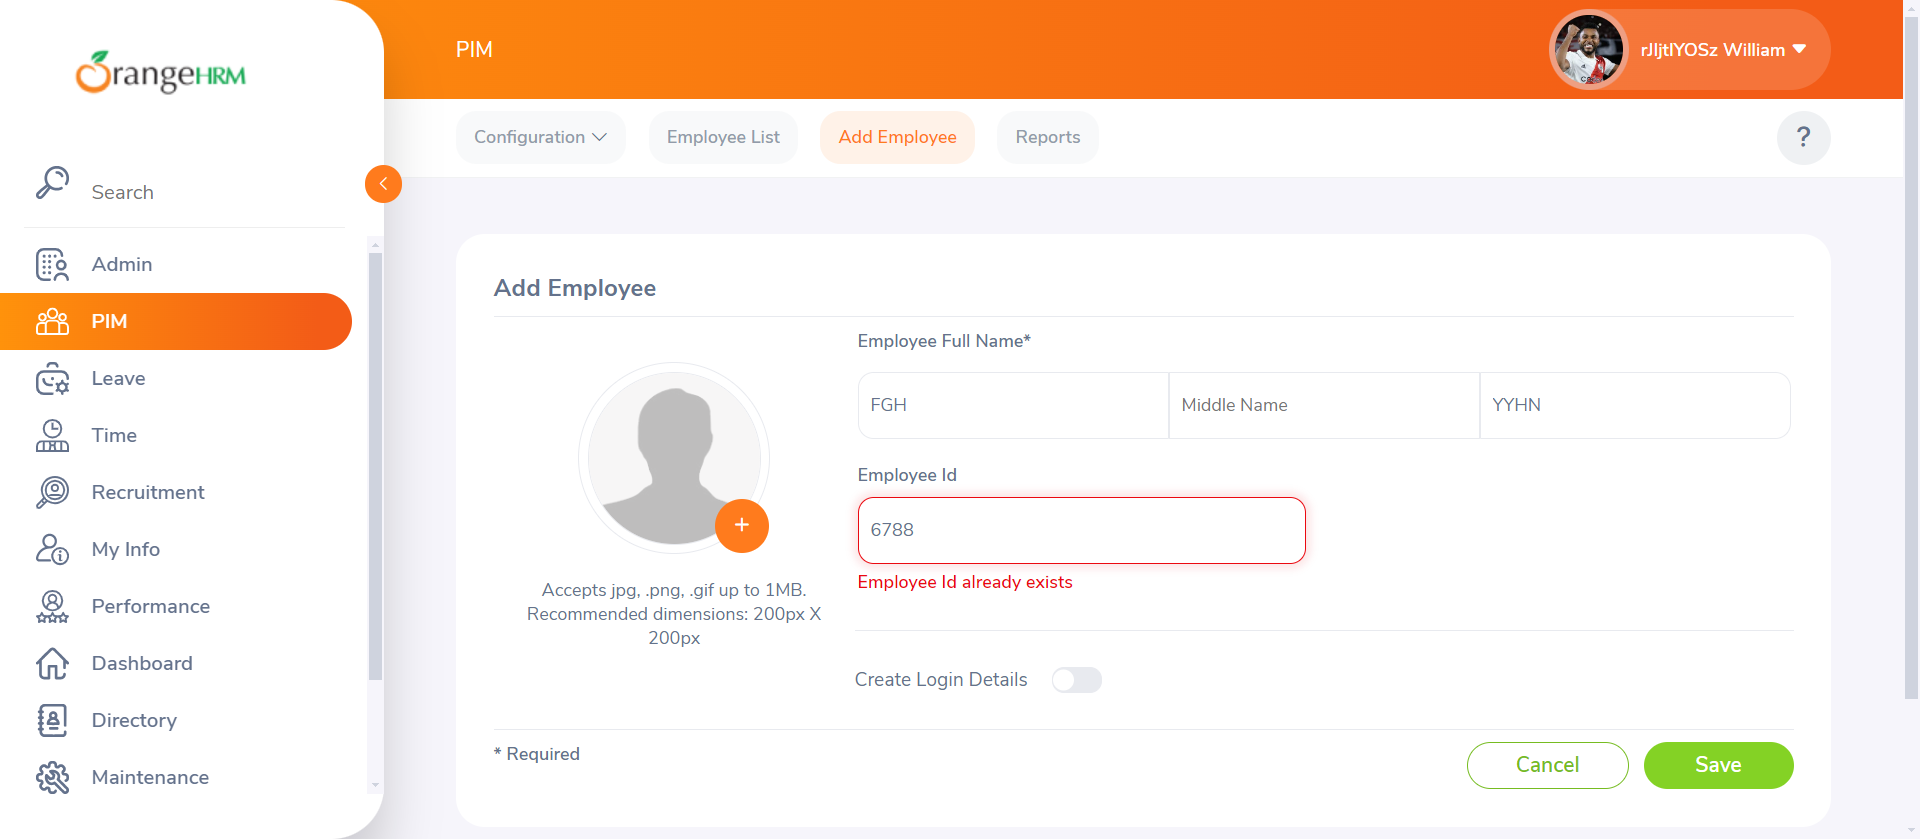 OrangeHRM
Search
Admin
PIM
Leave
Time
Recruitment
My Info
Performance
Dashboard
Directory
Maintenance
PIM
rJIjtlYOSz William
Configuration
Employee List
Add Employee
Reports
?
Add Employee
Accepts jpg, .png, .gif up to 1MB.
Recommended dimensions: 200px X
200px
Employee Full Name*
FGH
Middle Name
YYHN
Employee Id
6788
Employee Id already exists
Create Login Details
* Required
Cancel
Save